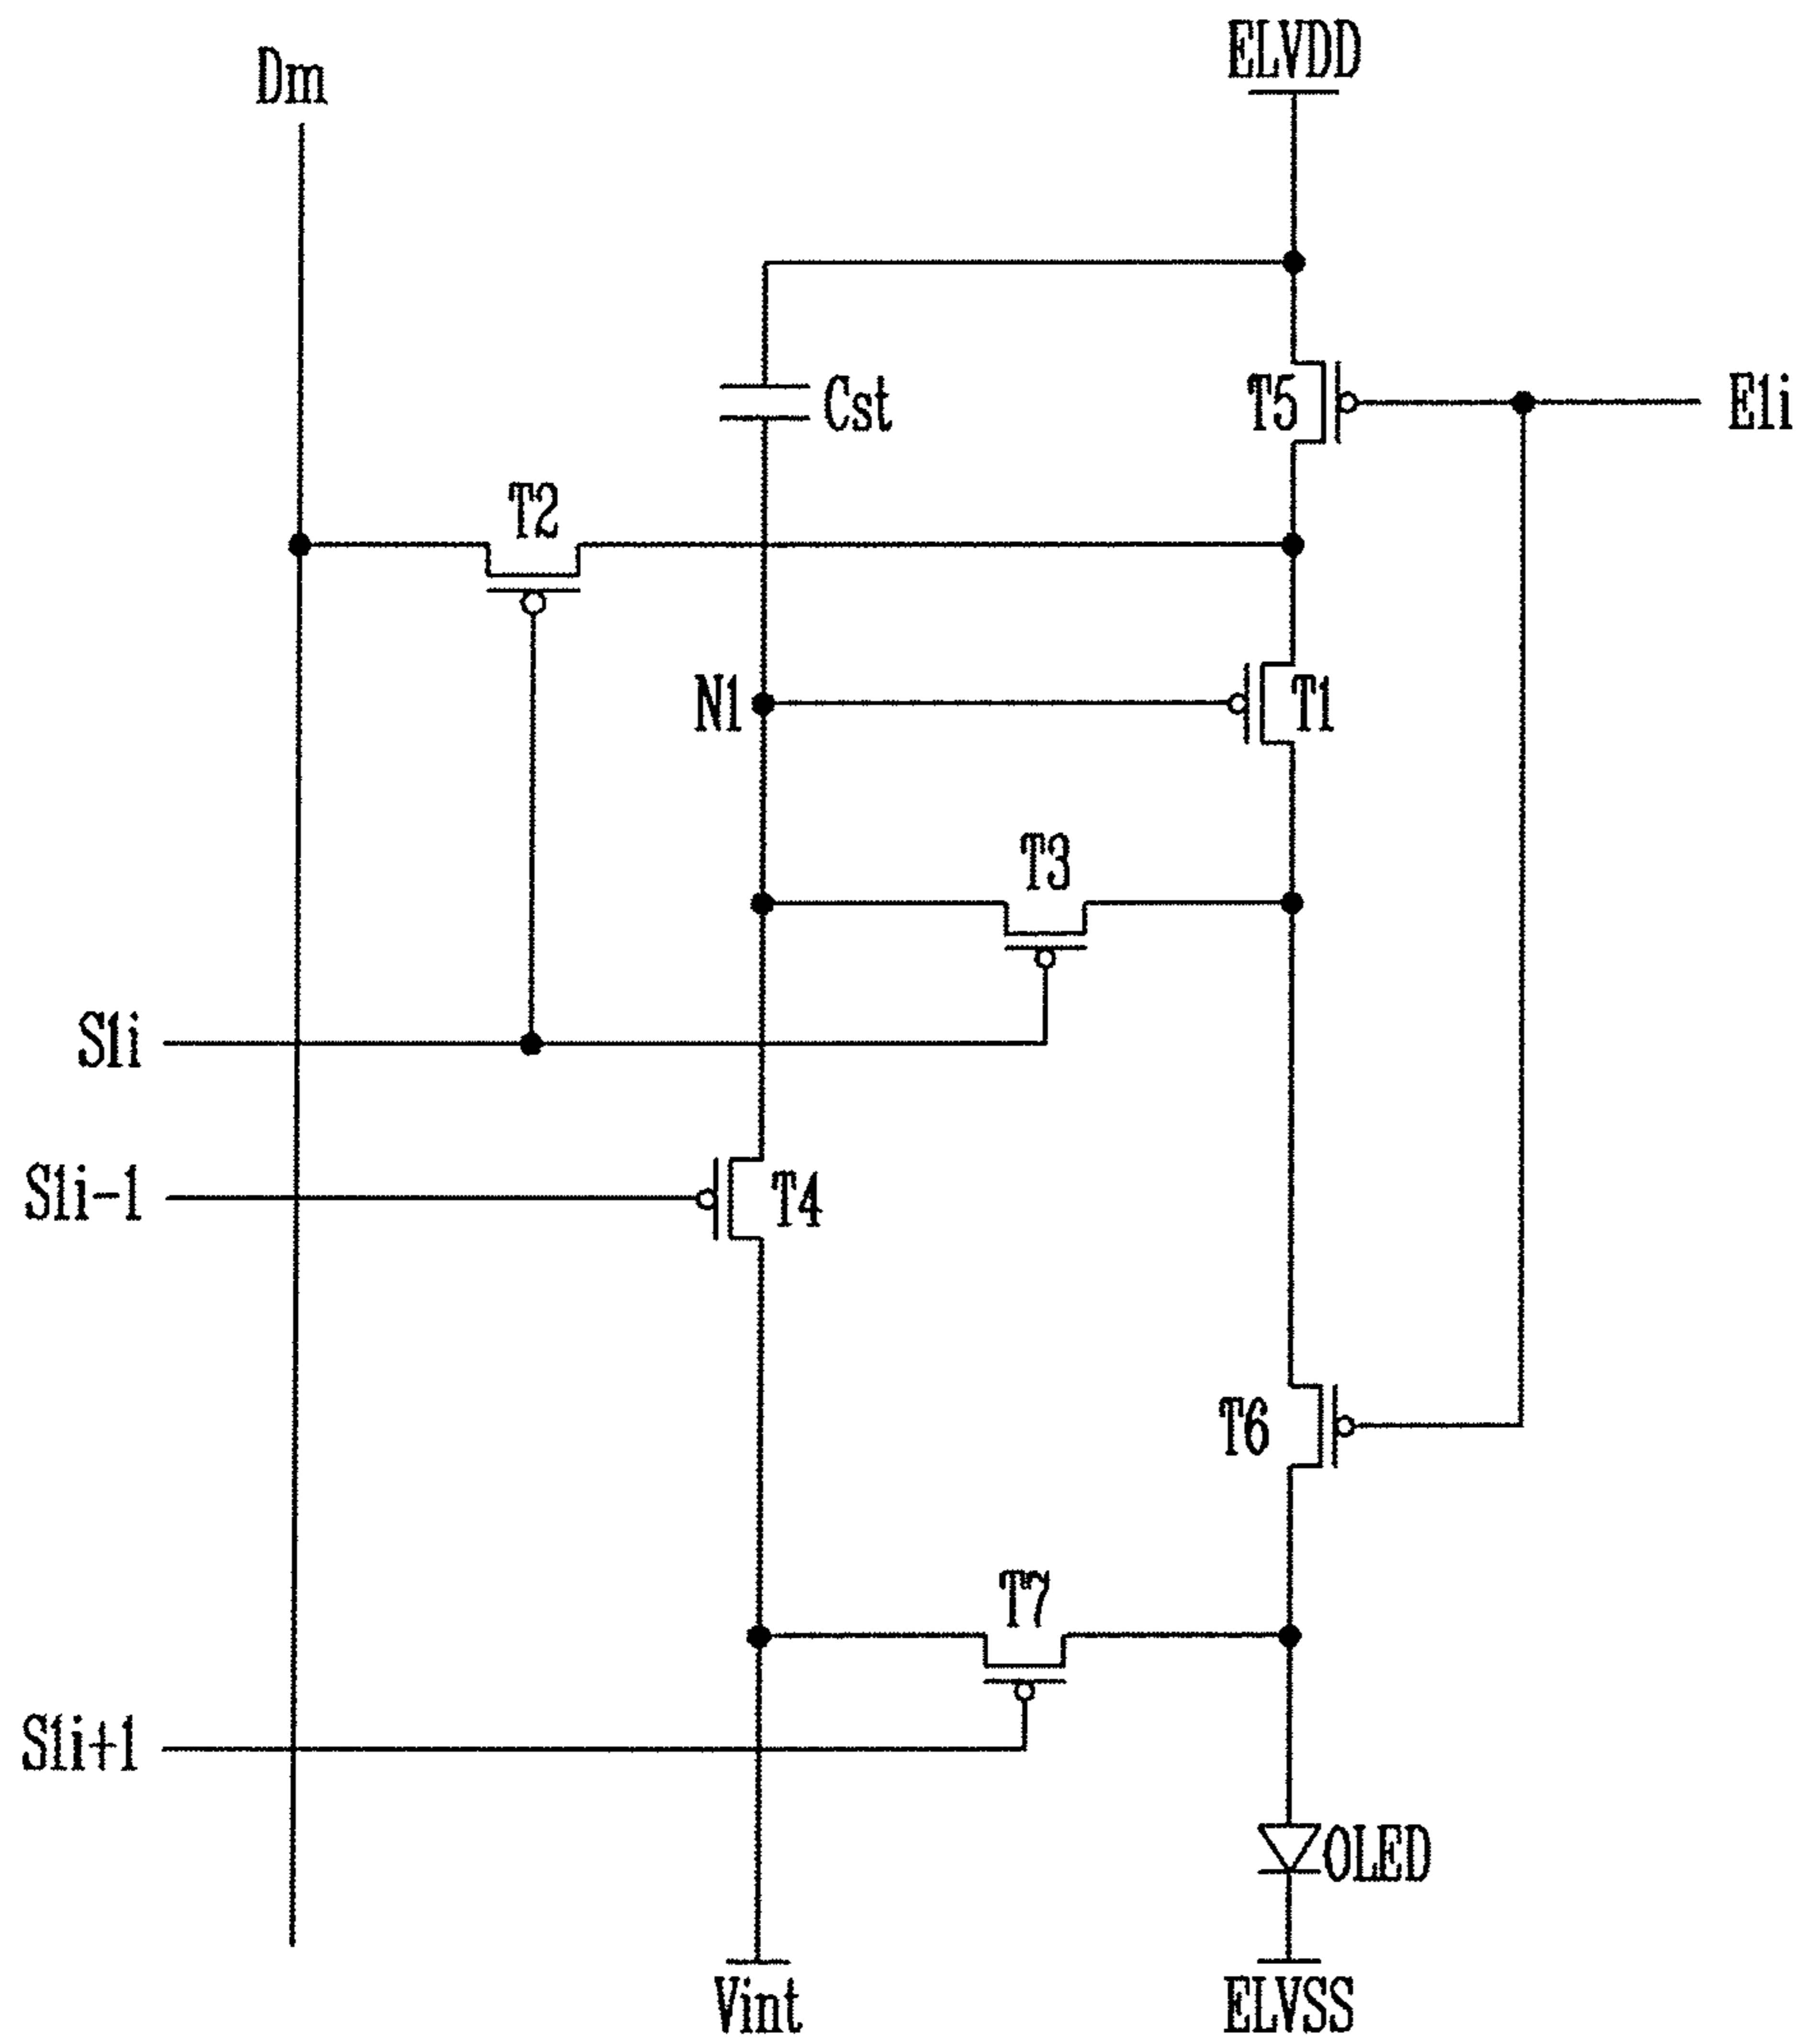 ELVDD
Dm
Cst
T5
E1i
T2
N1
T1
T3
S1i
S1i-1
T4
T6
T7
S1i+1
OLED
Vint
ELVSS